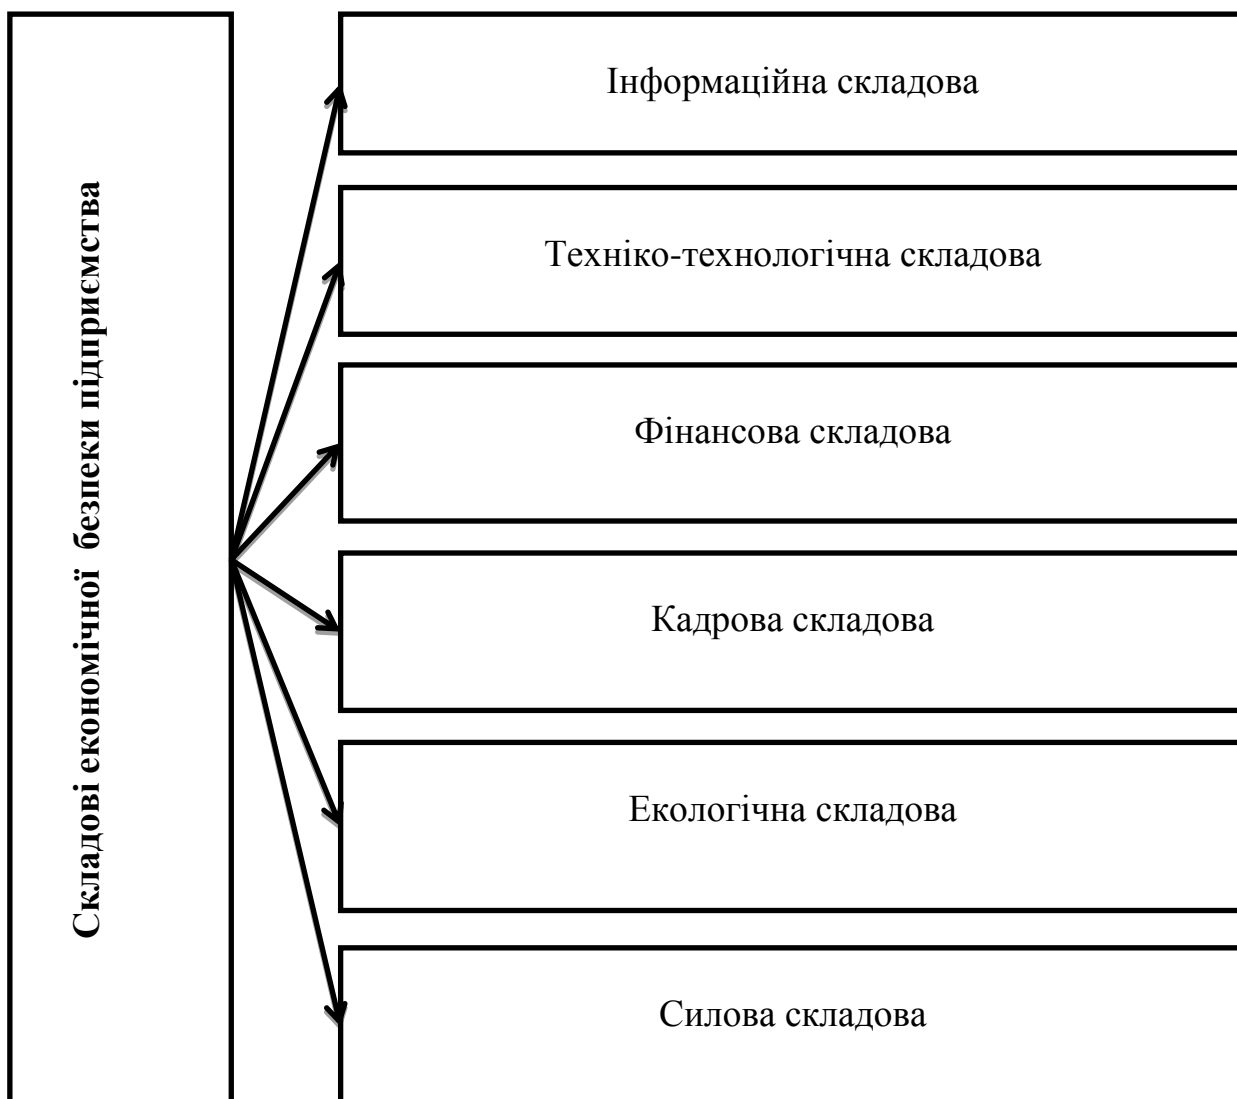 Складові економічної безпеки підприємства
Інформаційна складова
Техніко-технологічна складова
Фінансова складова
Кадрова складова
Екологічна складова
Силова складова